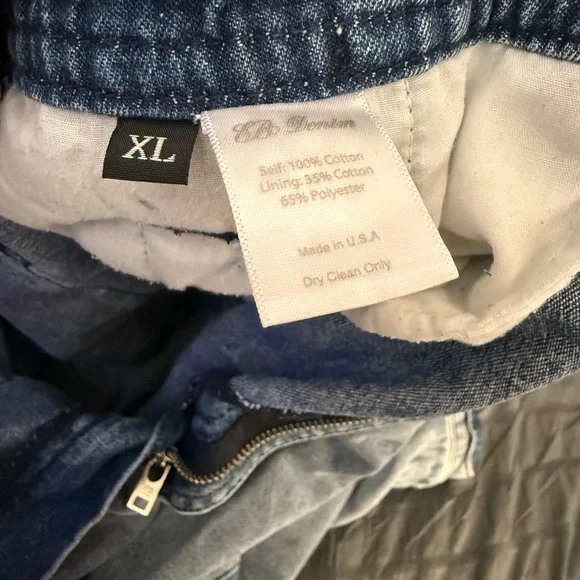 XL
EB Denim
Self: 100% Cotton
Lining: 35% Cotton
65% Polyester
Made in U.S.A
Dry Clean Only